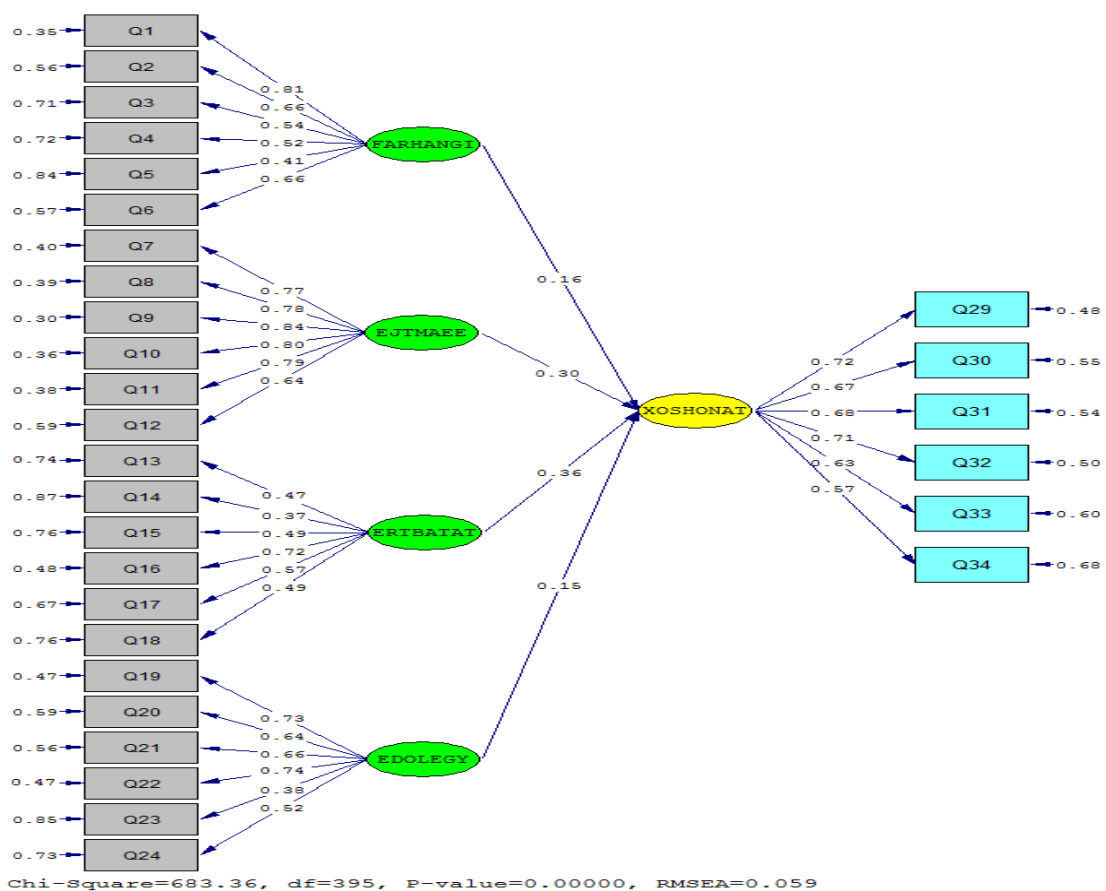 0.35 Q1
0.56 Q2
0.71 Q3
0.72 Q4
0.84 Q5
0.57 Q6
0.81
0.66
0.54
0.52
0.41
0.66
FARHANGI
0.16
0.40 Q7
0.39 Q8
0.30 Q9
0.36 Q10
0.38 Q11
0.59 Q12
0.77
0.78
0.84
0.80
0.79
0.64
EJTMAEE
0.30
0.74 Q13
0.87 Q14
0.76 Q15
0.48 Q16
0.67 Q17
0.76 Q18
0.47
0.37
0.49
0.72
0.57
0.49
ERTBATAT
0.36
0.47 Q19
0.59 Q20
0.56 Q21
0.47 Q22
0.85 Q23
0.73 Q24
0.73
0.64
0.66
0.74
0.38
0.52
EDOLEGY
0.15
XOSHONAT
0.72
0.67
0.68
0.71
0.63
0.57
Q29 0.48
Q30 0.55
Q31 0.54
Q32 0.50
Q33 0.60
Q34 0.68
Chi-Square=683.36, df=395, P-value=0.00000, RMSEA=0.059